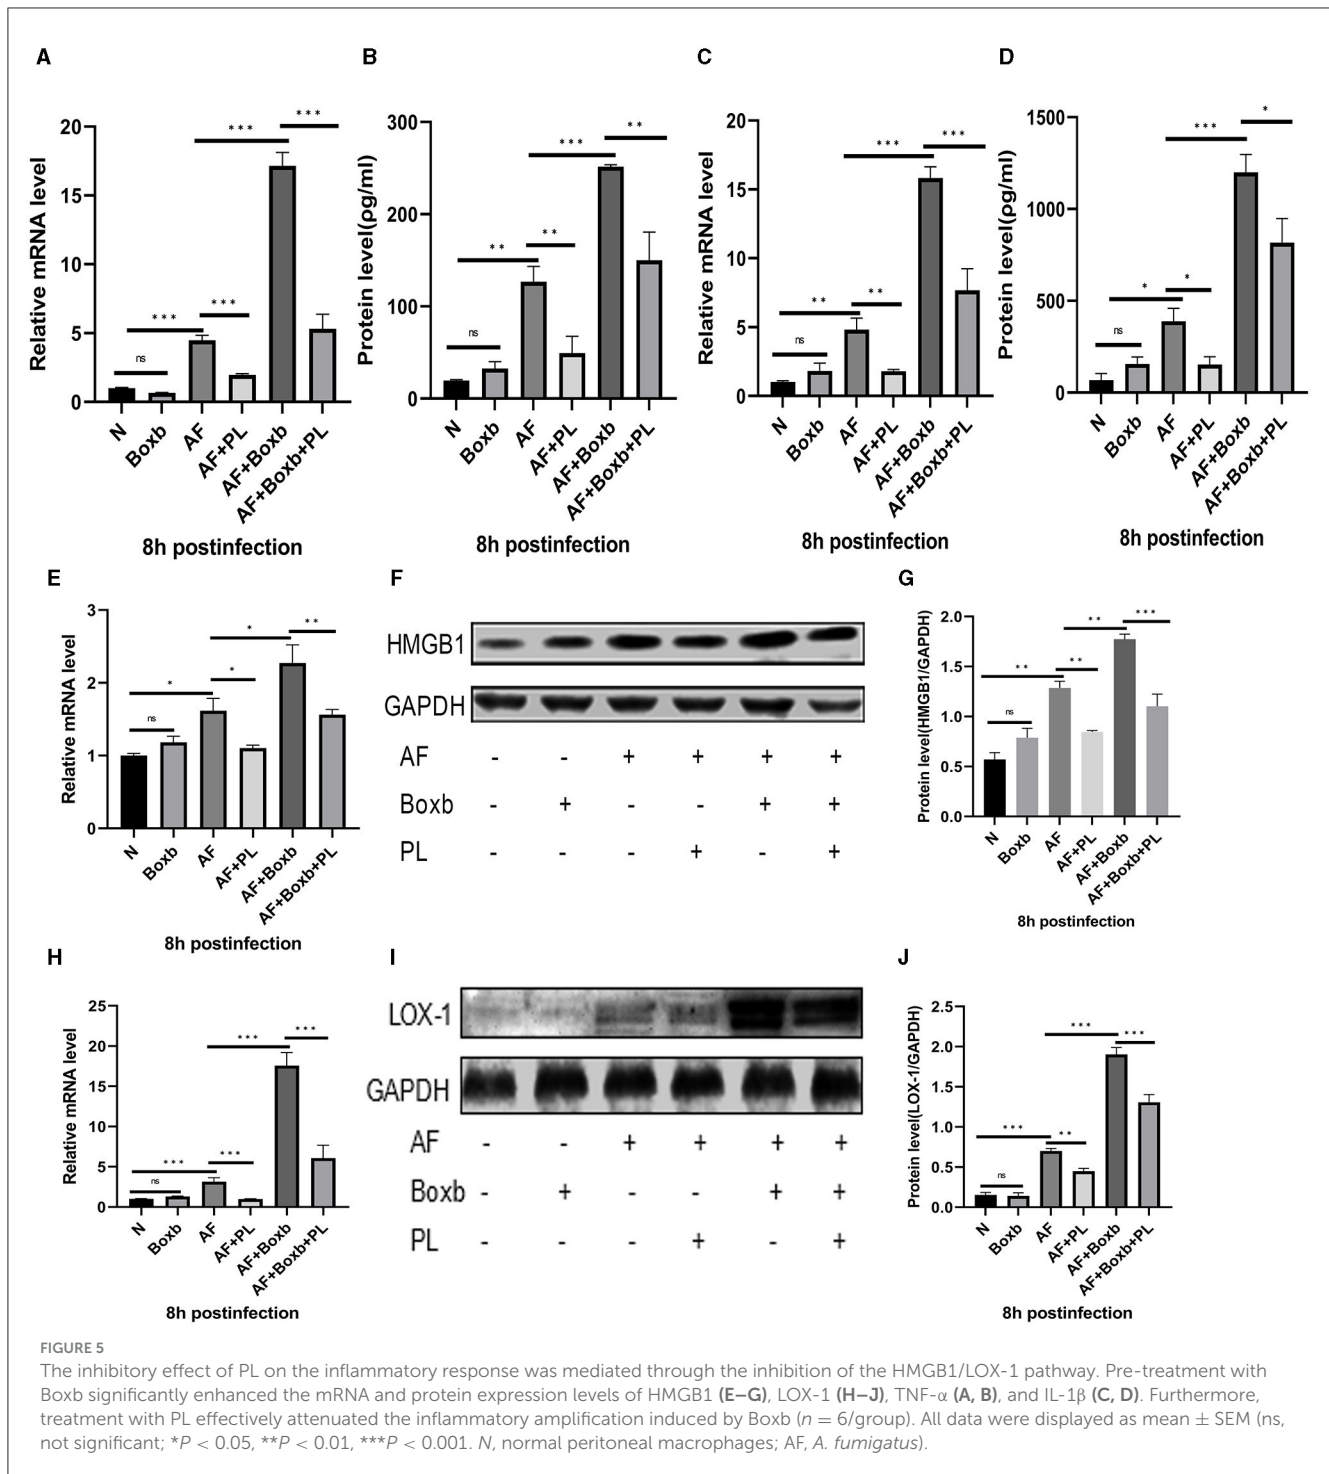 A
B
C
D
Relative mRNA level
20
15
10
5
0
***
***
***
***
ns
N
Boxb
AF
AF+PL
AF+Boxb
AF+Boxb+PL
8h postinfection
Protein level(pg/ml)
300
200
100
0
**
***
**
**
ns
N
Boxb
AF
AF+PL
AF+Boxb
AF+Boxb+PL
8h postinfection
Relative mRNA level
20
15
10
5
0
***
***
**
**
ns
N
Boxb
AF
AF+PL
AF+Boxb
AF+Boxb+PL
8h postinfection
Protein level(pg/ml)
1500
1000
500
0
*
***
*
*
ns
N
Boxb
AF
AF+PL
AF+Boxb
AF+Boxb+PL
8h postinfection
E
Relative mRNA level
3
2
1
0
*
**
*
*
ns
N
Boxb
AF
AF+PL
AF+Boxb
AF+Boxb+PL
8h postinfection
F
HMGB1
GAPDH
AF - - + + + +
Boxb - + - - + +
PL - - - + - +
G
Protein level(HMGB1/GAPDH)
2.0
1.5
1.0
0.5
0.0
***
**
**
**
ns
N
Boxb
AF
AF+PL
AF+Boxb
AF+Boxb+PL
8h postinfection
H
Relative mRNA level
25
20
15
10
5
0
***
***
***
***
ns
N
Boxb
AF
AF+PL
AF+Boxb
AF+Boxb+PL
8h postinfection
I
LOX-1
GAPDH
AF - - + + + +
Boxb - + - - + +
PL - - - + - +
J
Protein level(LOX-1/GAPDH)
2.5
2.0
1.5
1.0
0.5
0.0
***
***
***
**
ns
N
Boxb
AF
AF+PL
AF+Boxb
AF+Boxb+PL
8h postinfection
FIGURE 5
The inhibitory effect of PL on the inflammatory response was mediated through the inhibition of the HMGB1/LOX-1 pathway. Pre-treatment with
Boxb significantly enhanced the mRNA and protein expression levels of HMGB1 (E–G), LOX-1 (H–J), TNF-α (A, B), and IL-1β (C, D). Furthermore,
treatment with PL effectively attenuated the inflammatory amplification induced by Boxb (n = 6/group). All data were displayed as mean ± SEM (ns,
not significant; *P < 0.05, **P < 0.01, ***P < 0.001. N, normal peritoneal macrophages; AF, A. fumigatus).